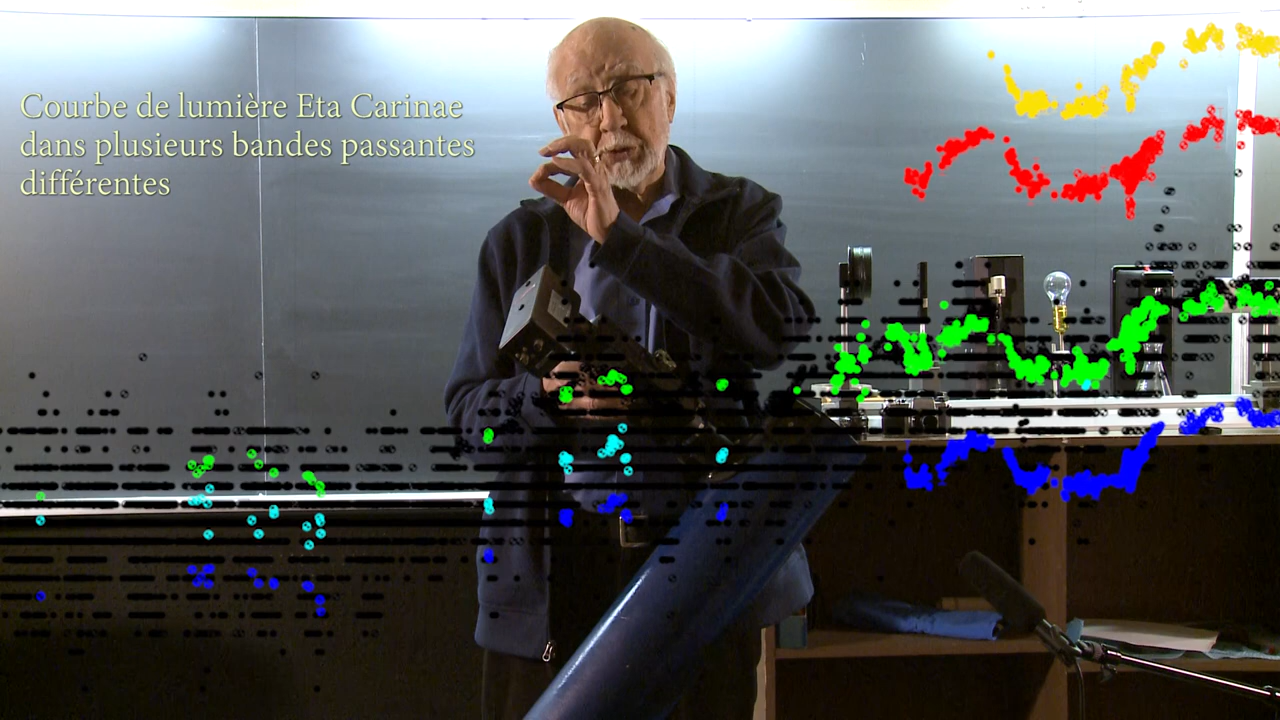 Courbe de lumière Eta Carinae
dans plusieurs bandes passantes
différentes